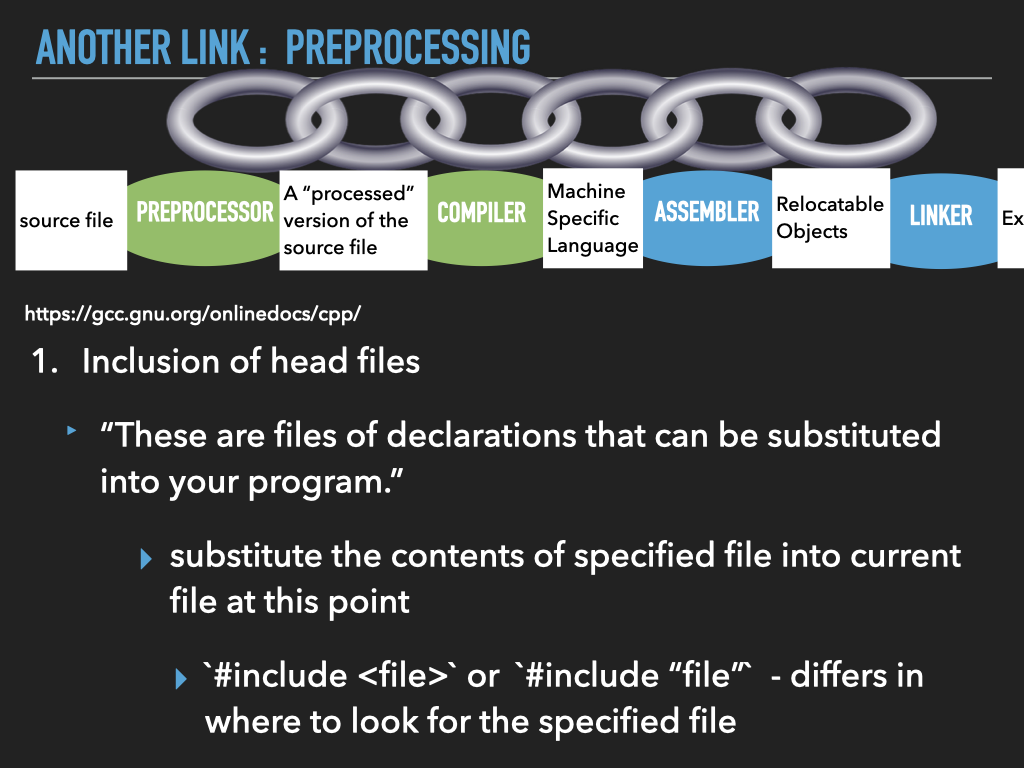 ANOTHER LINK : PREPROCESSING
source file
PREPROCESSOR
A “processed”
version of the
source file
COMPILER
Machine
Specific
Language
ASSEMBLER
Relocatable
Objects
LINKER
Ex
https://gcc.gnu.org/onlinedocs/cpp/
1. Inclusion of head files
‣ “These are files of declarations that can be substituted
into your program.”
‣ substitute the contents of specified file into current
file at this point
‣ `#include <file>` or `#include “file”` - differs in
where to look for the specified file